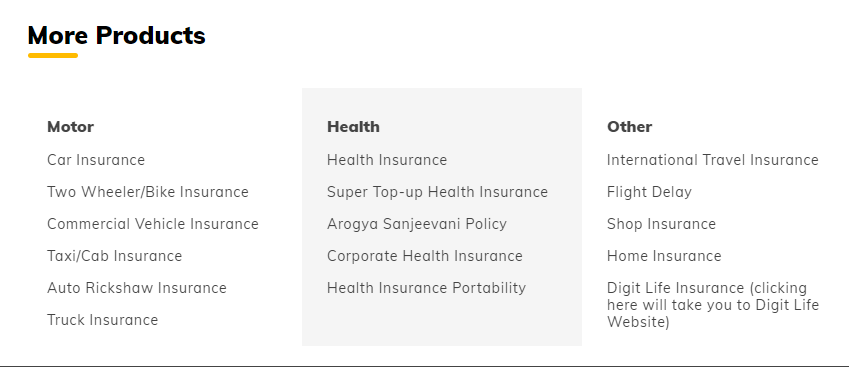 More Products
Motor
Car Insurance
Two Wheeler/Bike Insurance
Commercial Vehicle Insurance
Taxi/Cab Insurance
Auto Rickshaw Insurance
Truck Insurance
Health
Health Insurance
Super Top-up Health Insurance
Arogya Sanjeevani Policy
Corporate Health Insurance
Health Insurance Portability
Other
International Travel Insurance
Flight Delay
Shop Insurance
Home Insurance
Digit Life Insurance (clicking
here will take you to Digit Life
Website)